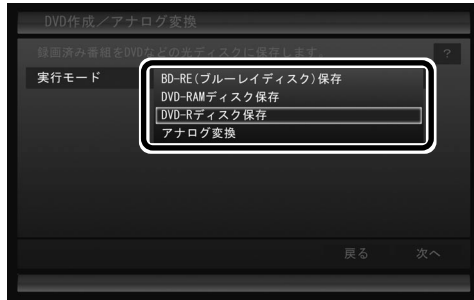 DVD作成／アナログ変換
録画済み番組をDVDなどの光ディスクに保存します。
?
実行モード
BD-RE(ブルーレイディスク)保存
DVD-RAMディスク保存
DVD-Rディスク保存
アナログ変換
戻る 次へ